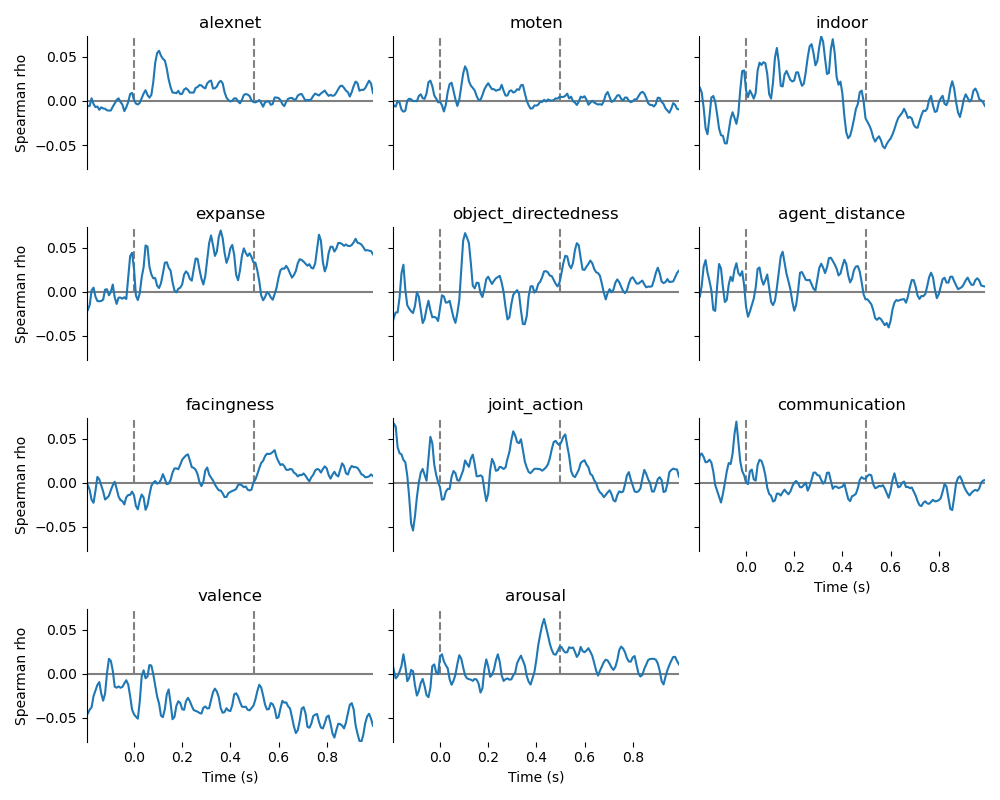 alexnet
moten
indoor
0.05
0.00
−0.05
Spearman rho
expanse
object_directedness
agent_distance
0.05
0.00
−0.05
Spearman rho
facingness
joint_action
communication
0.05
0.00
−0.05
Spearman rho
0.0 0.2 0.4 0.6 0.8
Time (s)
valence
arousal
0.05
0.00
−0.05
Spearman rho
0.0 0.2 0.4 0.6 0.8
Time (s)
0.0 0.2 0.4 0.6 0.8
Time (s)